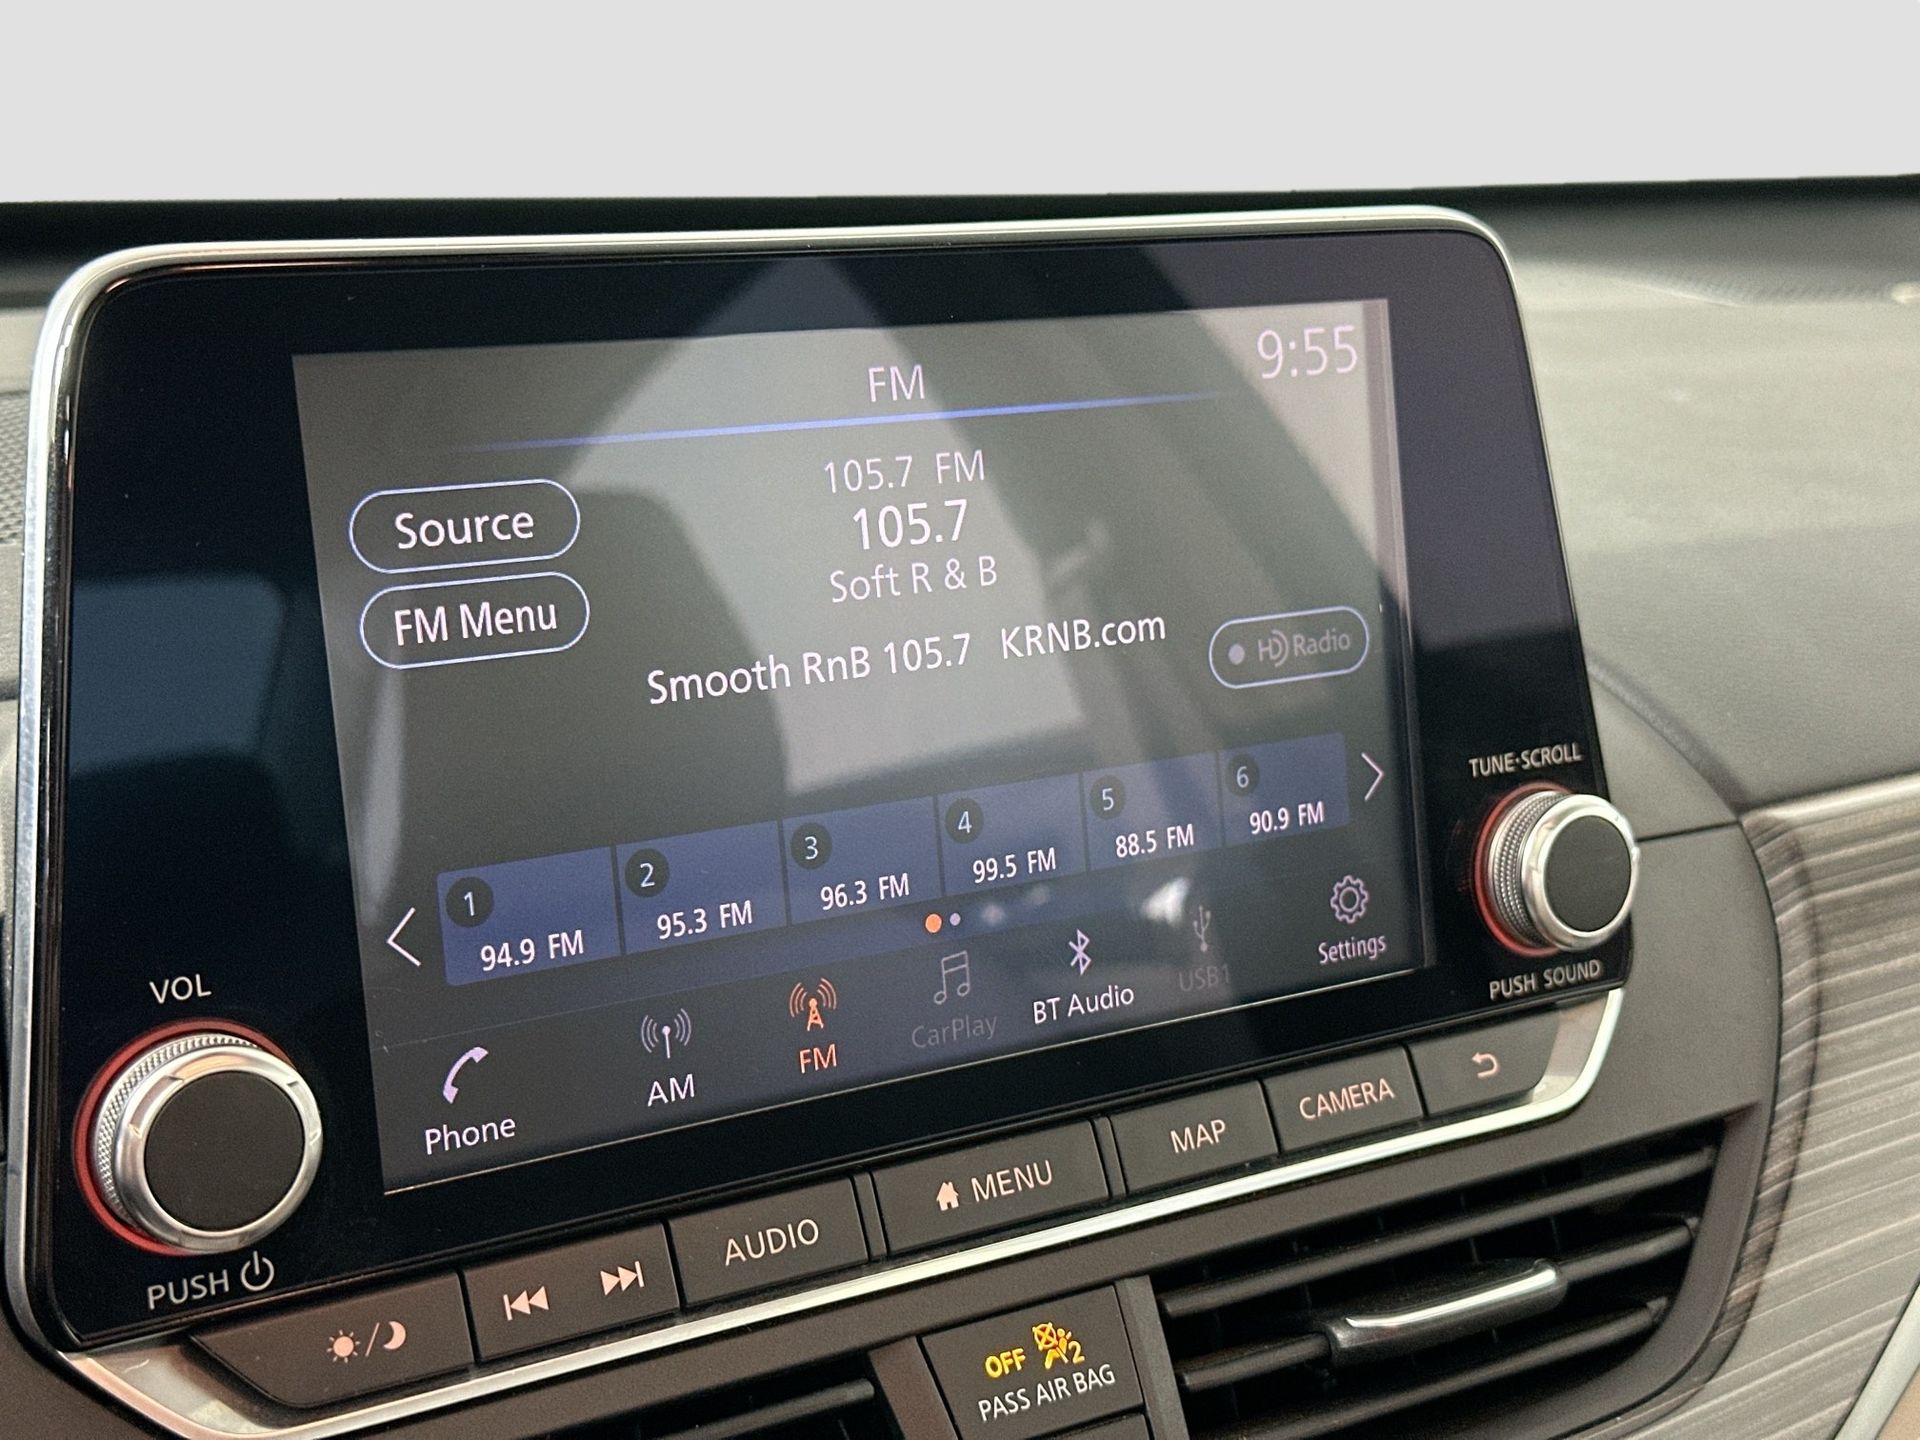 FM
9:55
105.7 FM
105.7
Soft R & B
Smooth RnB 105.7 KRNB.com
Source
FM Menu
HD Radio
1
94.9 FM
2
95.3 FM
3
96.3 FM
4
99.5 FM
5
88.5 FM
6
90.9 FM
Phone
AM
FM
CarPlay
BT Audio
USB1
Settings
VOL
PUSH
TUNE·SCROLL
PUSH SOUND
AUDIO
MENU
MAP
CAMERA
OFF 2
PASS AIR BAG